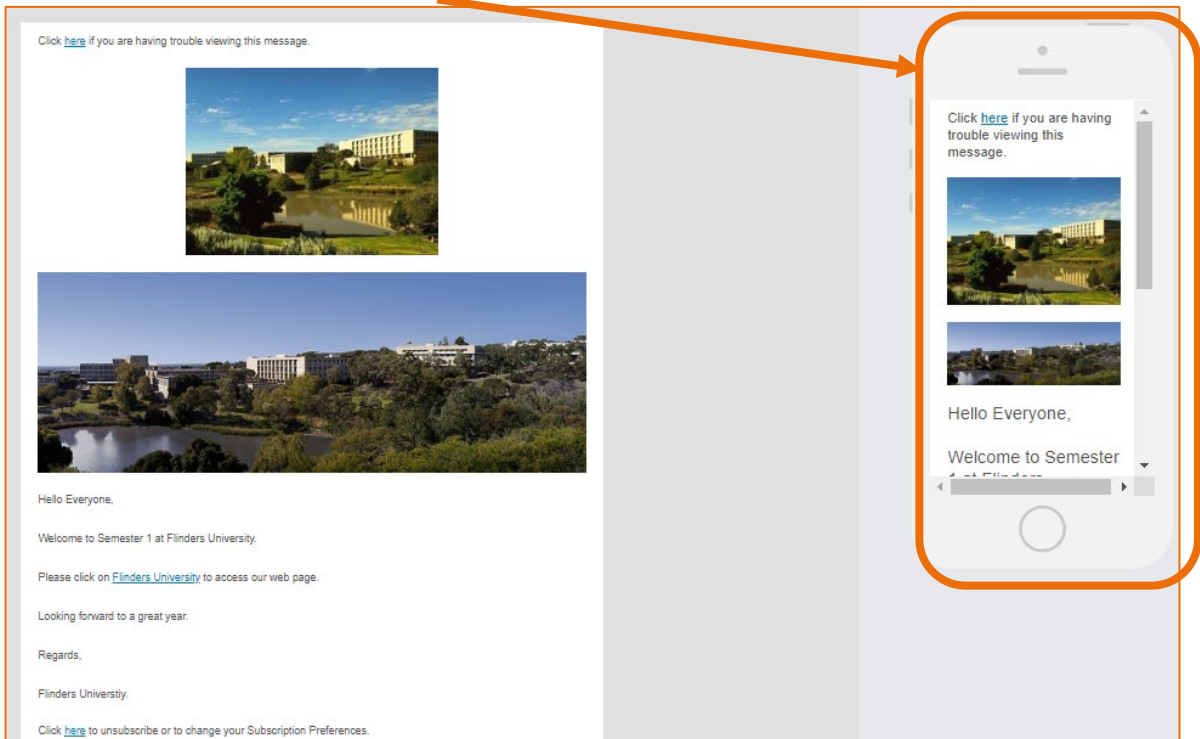 Click here if you are having trouble viewing this message.
Hello Everyone,
Welcome to Semester 1 at Flinders University.
Please click on Flinders University to access our web page.
Looking forward to a great year.
Regards,
Flinders Universtiy.
Click here to unsubscribe or to change your Subscription Preferences.
Click here if you are having
trouble viewing this
message.
Hello Everyone,
Welcome to Semester
1 at Flinders